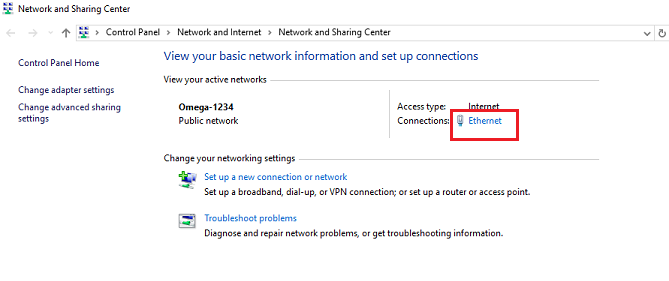 Network and Sharing Center
Control Panel > Network and Internet > Network and Sharing Center
Control Panel Home
Change adapter settings
Change advanced sharing
settings
View your basic network information and set up connections
View your active networks
Omega-1234
Public network
Access type: Internet
Connections: Ethernet
Change your networking settings
Set up a new connection or network
Set up a broadband, dial-up, or VPN connection; or set up a router or access point.
Troubleshoot problems
Diagnose and repair network problems, or get troubleshooting information.